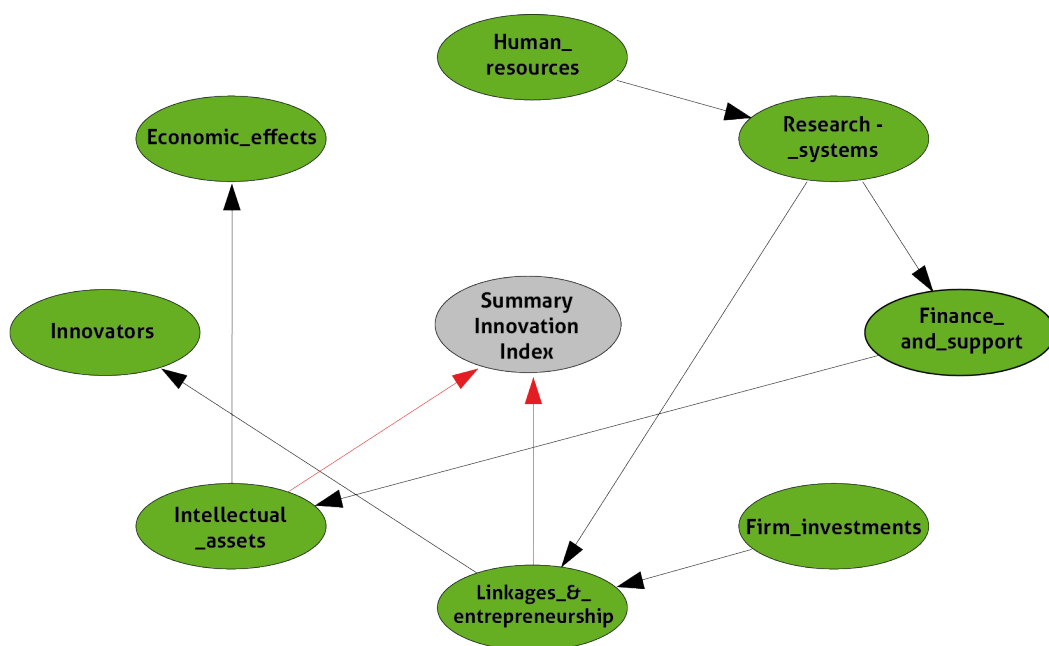 Human_
resources
Economic_effects
Research -
_systems
Innovators
Summary
Innovation
Index
Finance_
and_support
Intellectual
_assets
Firm_investments
Linkages_&_
entrepreneurship